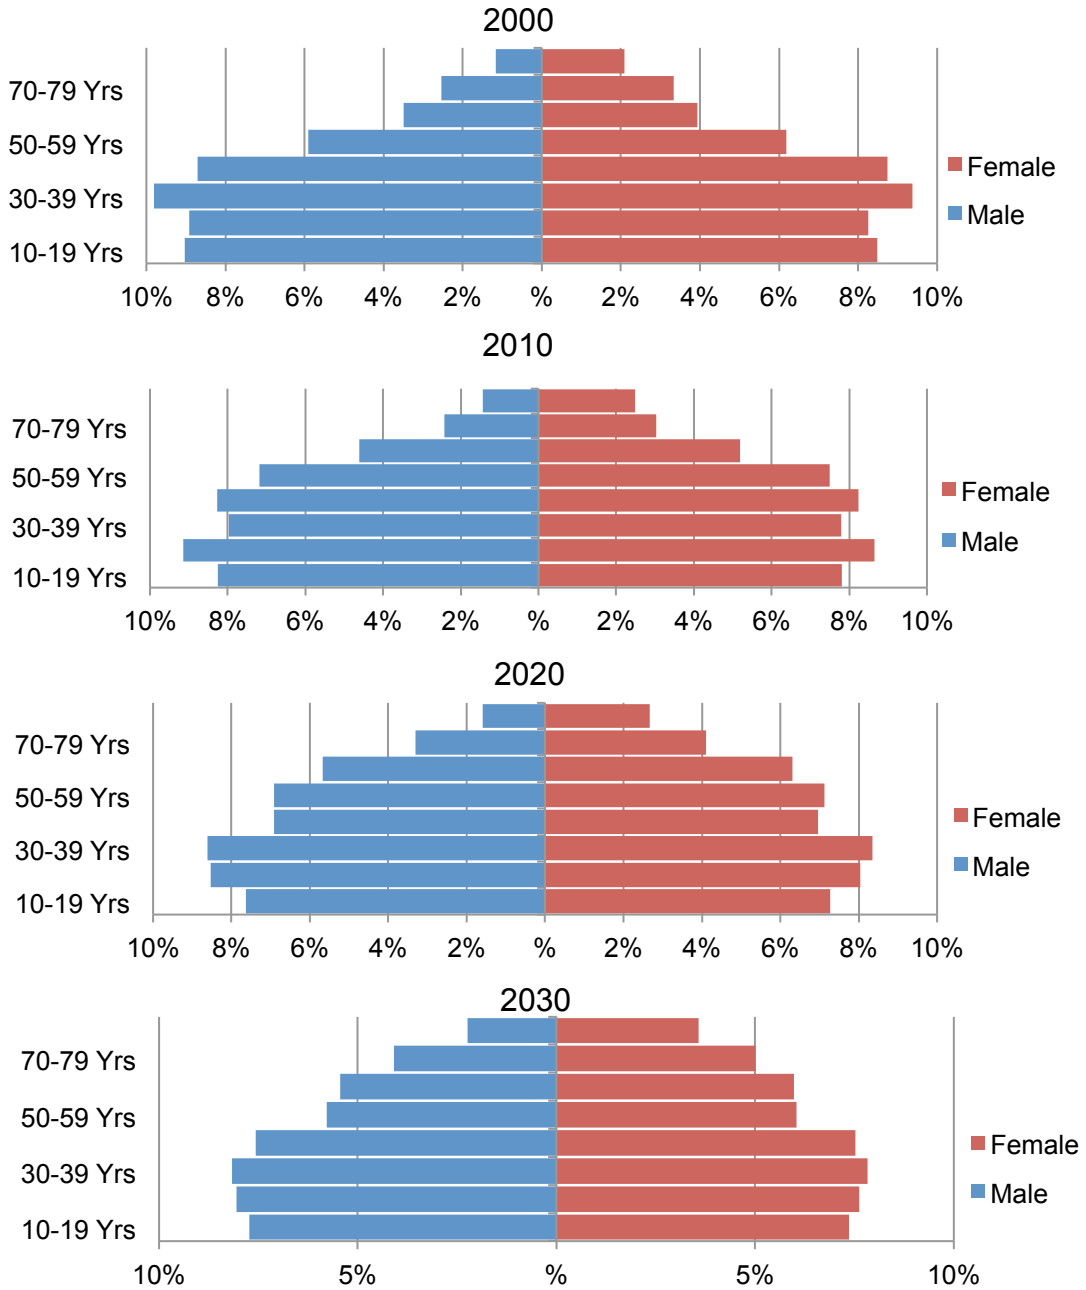 2000
70-79 Yrs
50-59 Yrs
30-39 Yrs
10-19 Yrs
Female
Male
10% 8% 6% 4% 2% % 2% 4% 6% 8% 10%
2010
70-79 Yrs
50-59 Yrs
30-39 Yrs
10-19 Yrs
Female
Male
10% 8% 6% 4% 2% % 2% 4% 6% 8% 10%
2020
70-79 Yrs
50-59 Yrs
30-39 Yrs
10-19 Yrs
Female
Male
10% 8% 6% 4% 2% % 2% 4% 6% 8% 10%
2030
70-79 Yrs
50-59 Yrs
30-39 Yrs
10-19 Yrs
Female
Male
10% 5% % 5% 10%